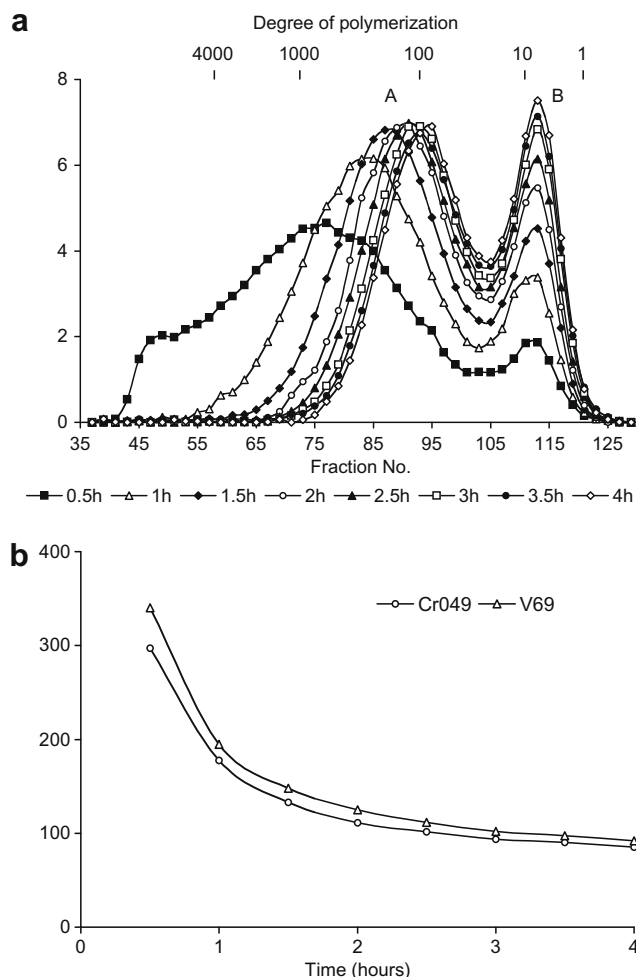 a
Degree of polymerization
4000 1000 100 10 1
8
A B
6
4
2
0
35 45 55 65 75 85 95 105 115 125
Fraction No.
0.5h 1h 1.5h 2h 2.5h 3h 3.5h 4h
b
400
Cr049 V69
300
200
100
0
0 1 2 3 4
Time (hours)